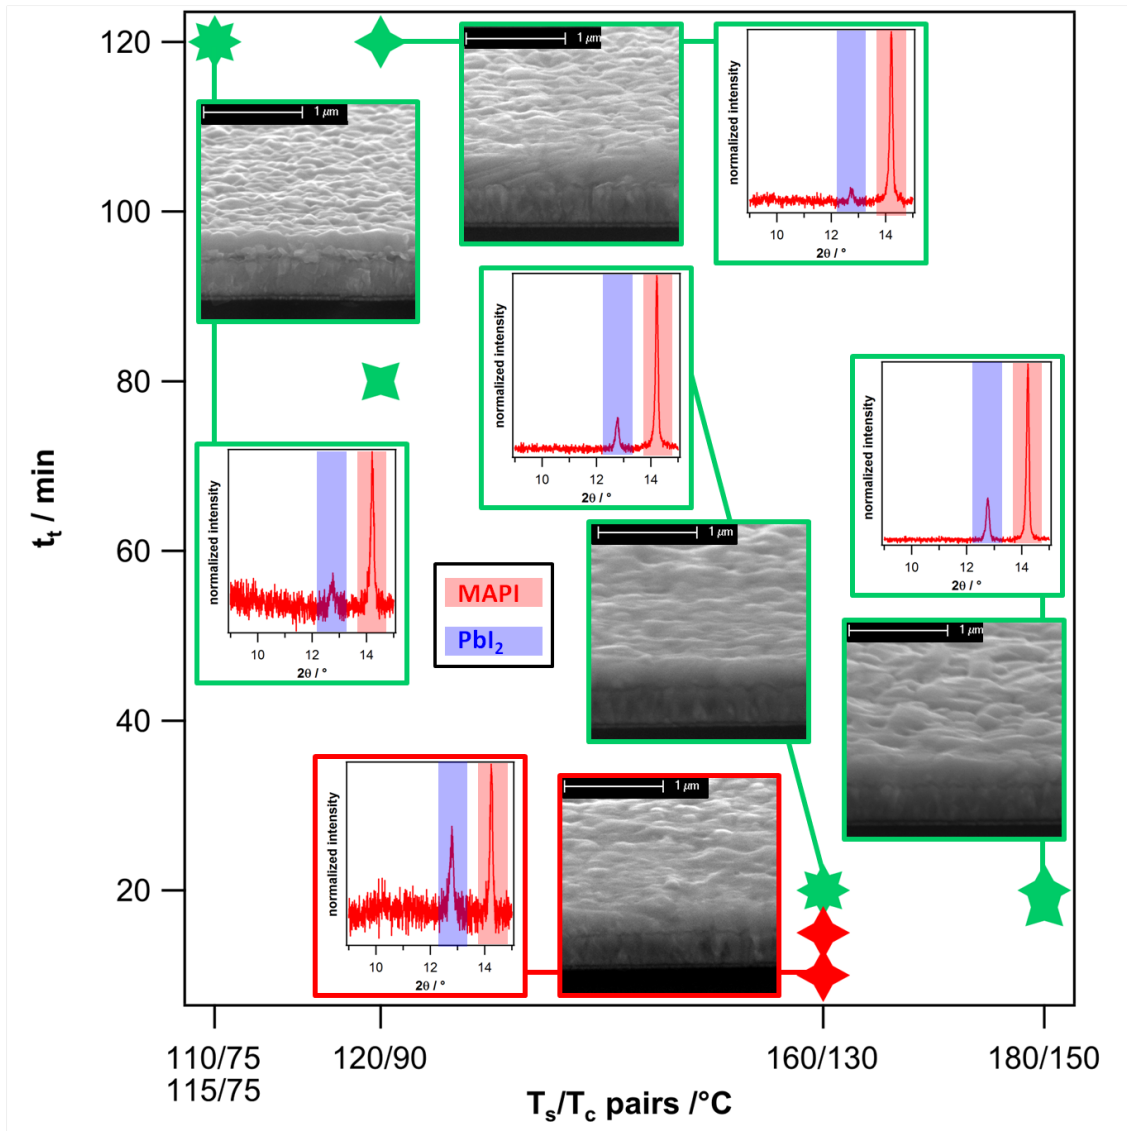 120
100
80
60
40
20
t_t / min
110/75
115/75
120/90
160/130
180/150
T_s/T_c pairs /°C
1 μm
1 μm
normalized intensity
10 12 14
2θ / °
normalized intensity
10 12 14
2θ / °
normalized intensity
10 12 14
2θ / °
normalized intensity
10 12 14
2θ / °
MAPI
PbI₂
1 μm
1 μm
normalized intensity
10 12 14
2θ / °
1 μm